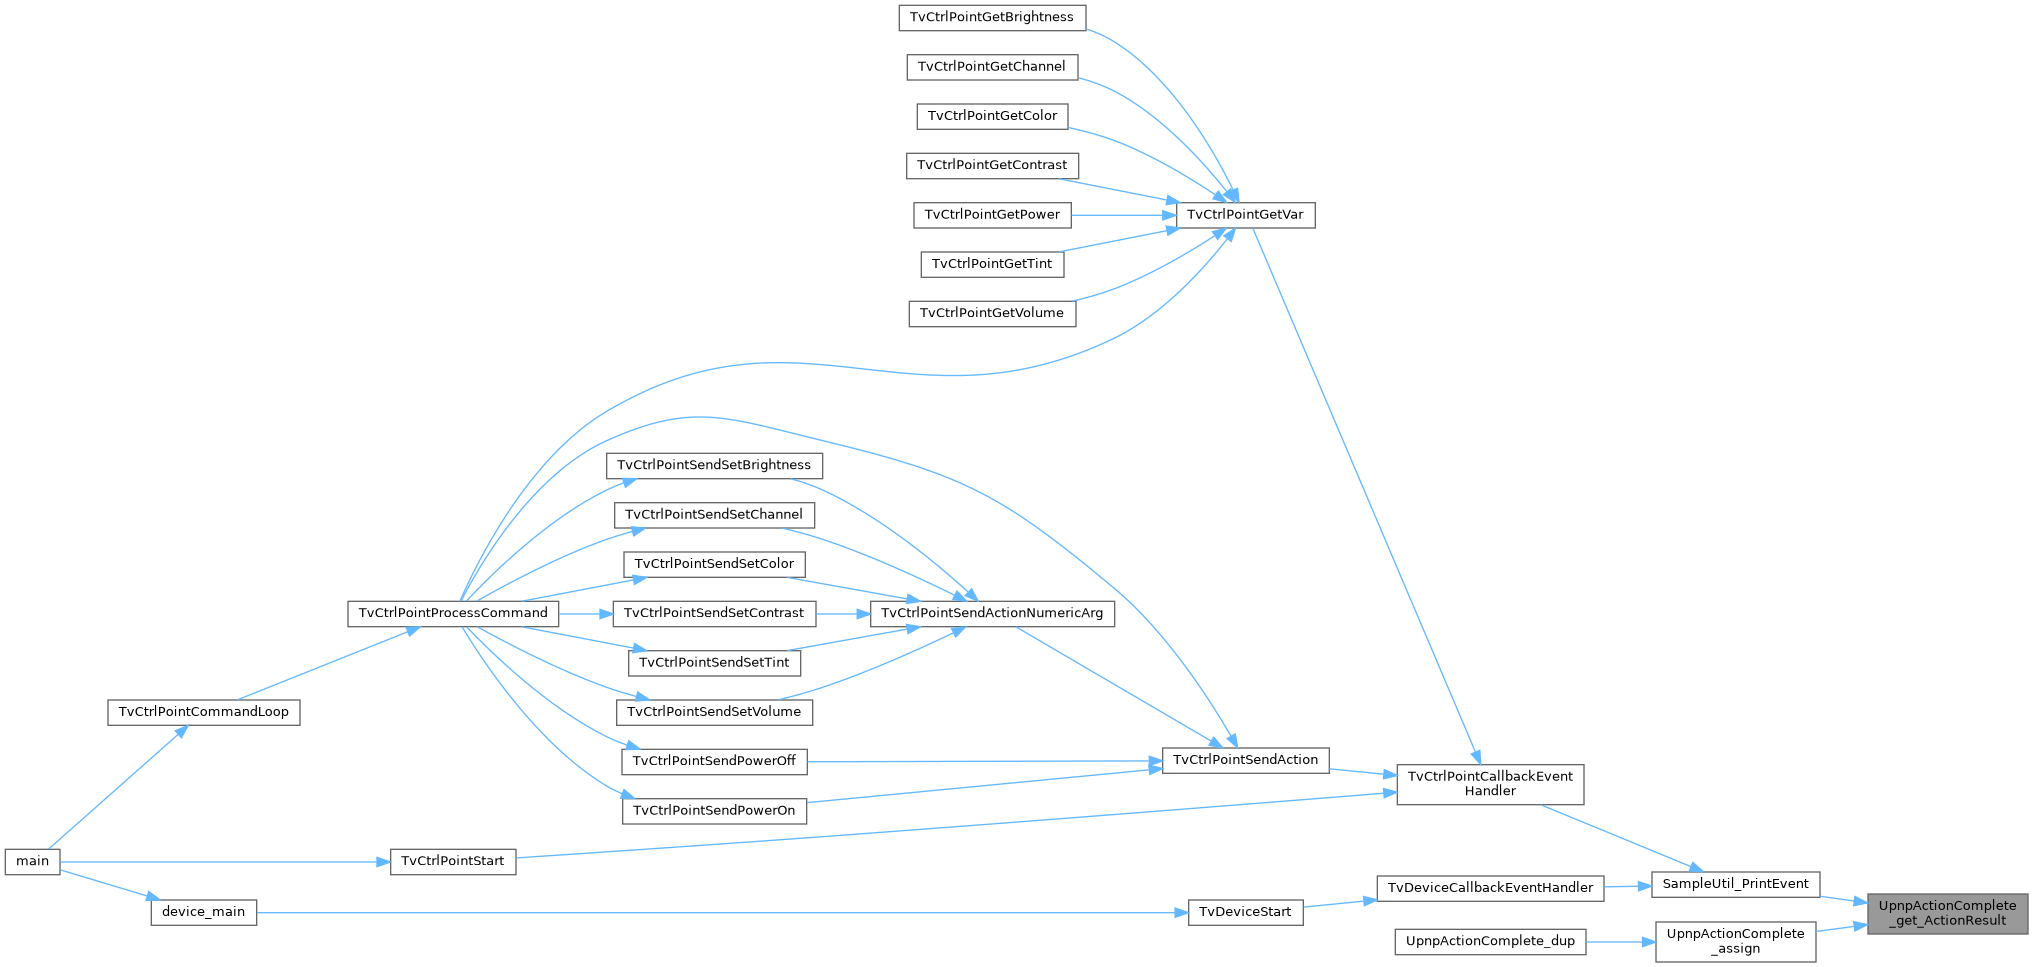 TvCtrlPointGetBrightness
TvCtrlPointGetChannel
TvCtrlPointGetColor
TvCtrlPointGetContrast
TvCtrlPointGetPower
TvCtrlPointGetVar
TvCtrlPointGetTint
TvCtrlPointGetVolume
TvCtrlPointSendSetBrightness
TvCtrlPointSendSetChannel
TvCtrlPointSendSetColor
TvCtrlPointProcessCommand
TvCtrlPointSendSetContrast
TvCtrlPointSendActionNumericArg
TvCtrlPointSendSetTint
TvCtrlPointCommandLoop
TvCtrlPointSendSetVolume
TvCtrlPointSendPowerOff
TvCtrlPointSendAction
TvCtrlPointCallbackEvent
Handler
TvCtrlPointSendPowerOn
main
TvCtrlPointStart
TvDeviceCallbackEventHandler
SampleUtil_PrintEvent
device_main
TvDeviceStart
UpnpActionComplete
_get_ActionResult
UpnpActionComplete_dup
UpnpActionComplete
_assign